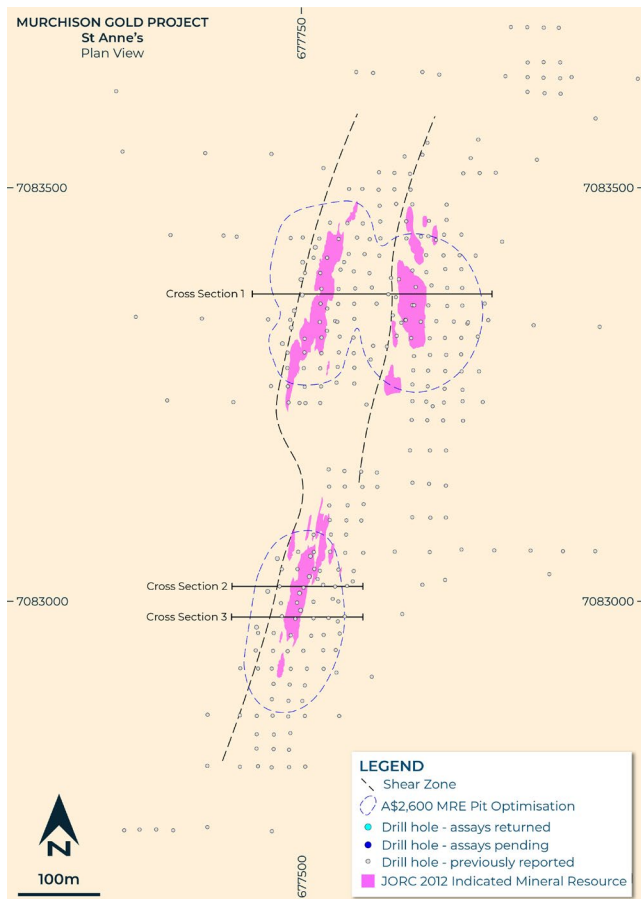 MURCHISON GOLD PROJECT
St Anne's
Plan View
677750
7083500
7083500
Cross Section 1
Cross Section 2
7083000
7083000
Cross Section 3
677500
LEGEND
Shear Zone
A$2,600 MRE Pit Optimisation
Drill hole - assays returned
Drill hole - assays pending
Drill hole - previously reported
JORC 2012 Indicated Mineral Resource
N
100m